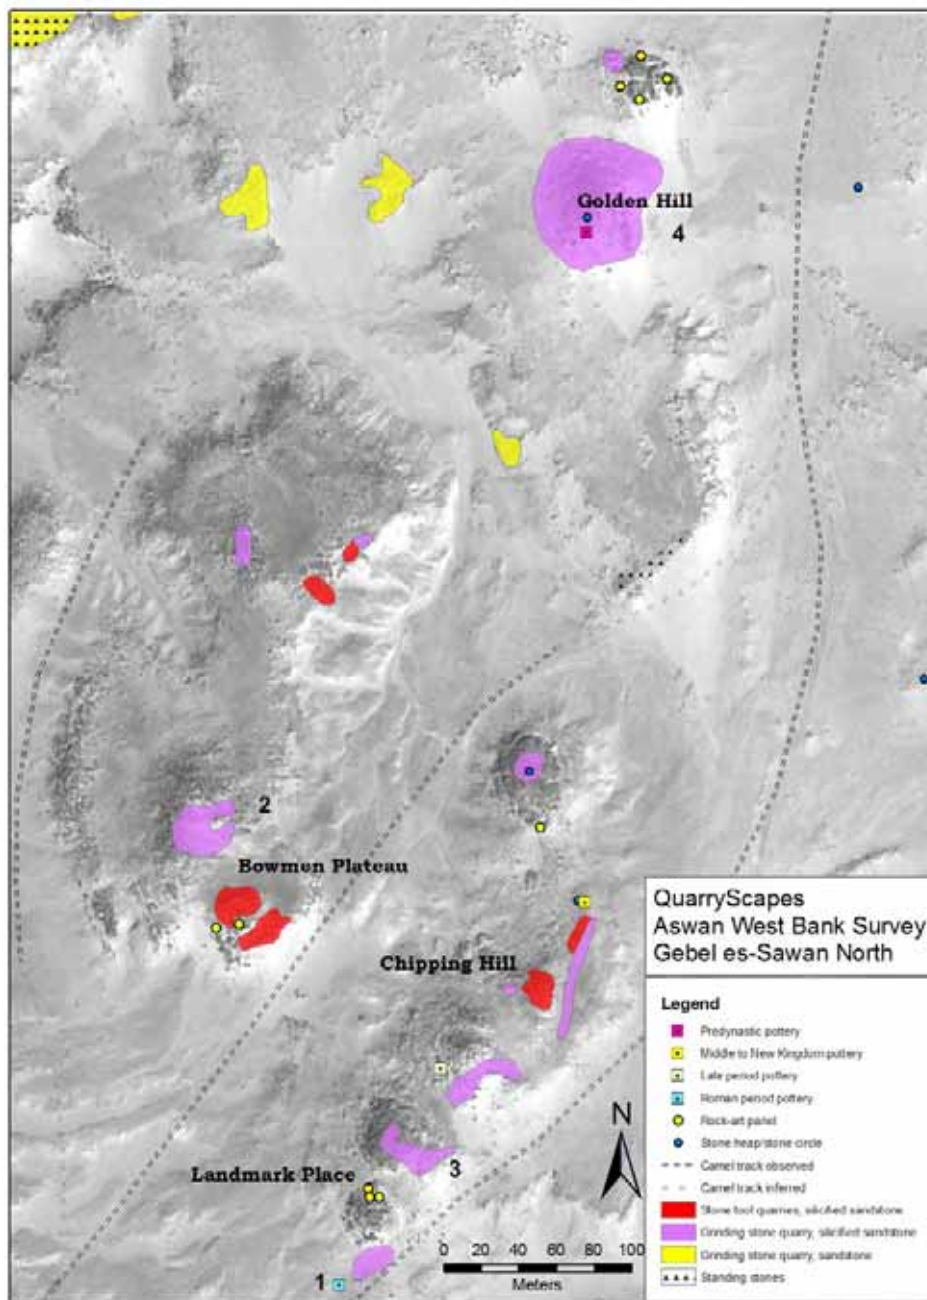 Golden Hill
4
2
Bowmen Plateau
Chipping Hill
Landmark Place
3
1
N
0 20 40 60 80 100
Meters
QuarryScapes
Aswan West Bank Survey
Gebel es-Sawan North
Legend
Predynastic pottery
Middle to New Kingdom pottery
Late period pottery
Roman period pottery
Rock-art panel
Stone heap/stone circle
Camel track observed
Camel track inferred
Stone tool quarries, silicified sandstone
Grinding stone quarry, silicified sandstone
Grinding stone quarry, sandstone
Standing stones